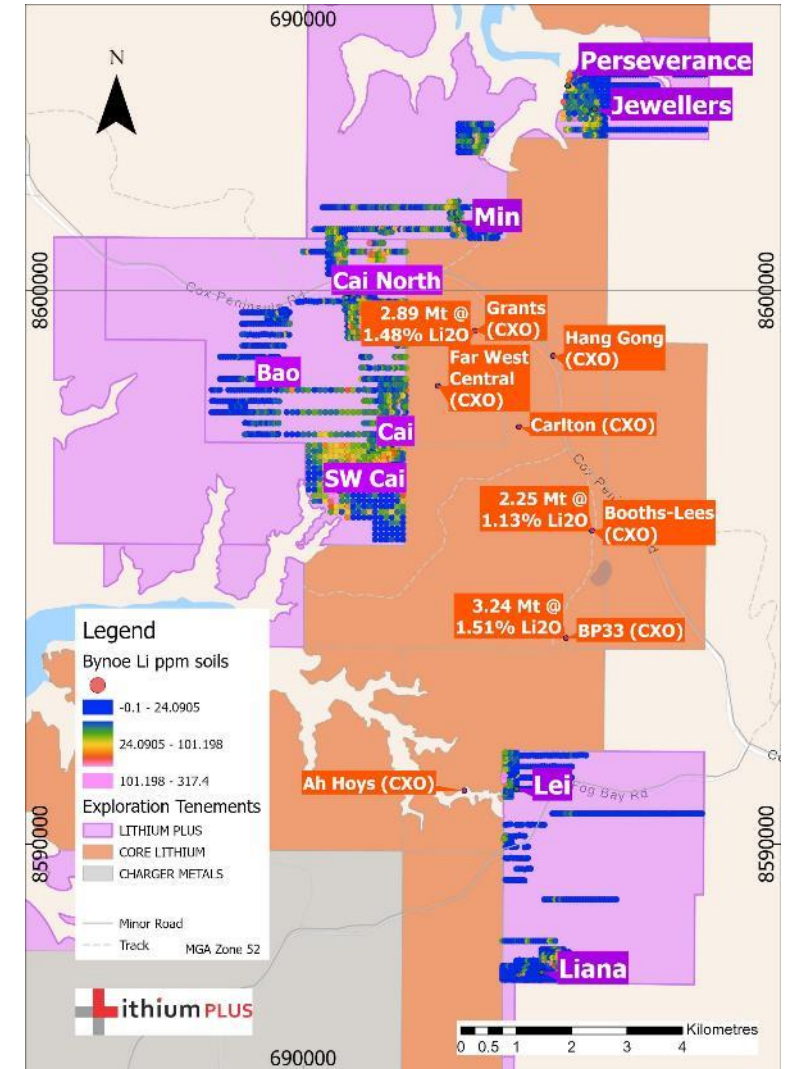 690000
N
Perseverance
Jewellers
Min
8600000
8600000
Cai North
Cox Peninsula Rd
2.89 Mt @
1.48% Li2O
Grants
(CXO)
Hang Gong
(CXO)
Far West
Central
(CXO)
Bao
Cai
Carlton (CXO)
SW Cai
2.25 Mt @
1.13% Li2O
Booths-Lees
(CXO)
3.24 Mt @
1.51% Li2O
BP33 (CXO)
Legend
Bynoe Li ppm soils
-0.1 - 24.0905
24.0905 - 101.198
101.198 - 317.4
Exploration Tenements
LITHIUM PLUS
CORE LITHIUM
CHARGER METALS
Minor Road
Track
MGA Zone 52
Ah Hoys (CXO)
Lei
Fog Bay Rd
8590000
8590000
Liana
Lithium PLUS
Kilometres
0 0.5 1 2 3 4
690000